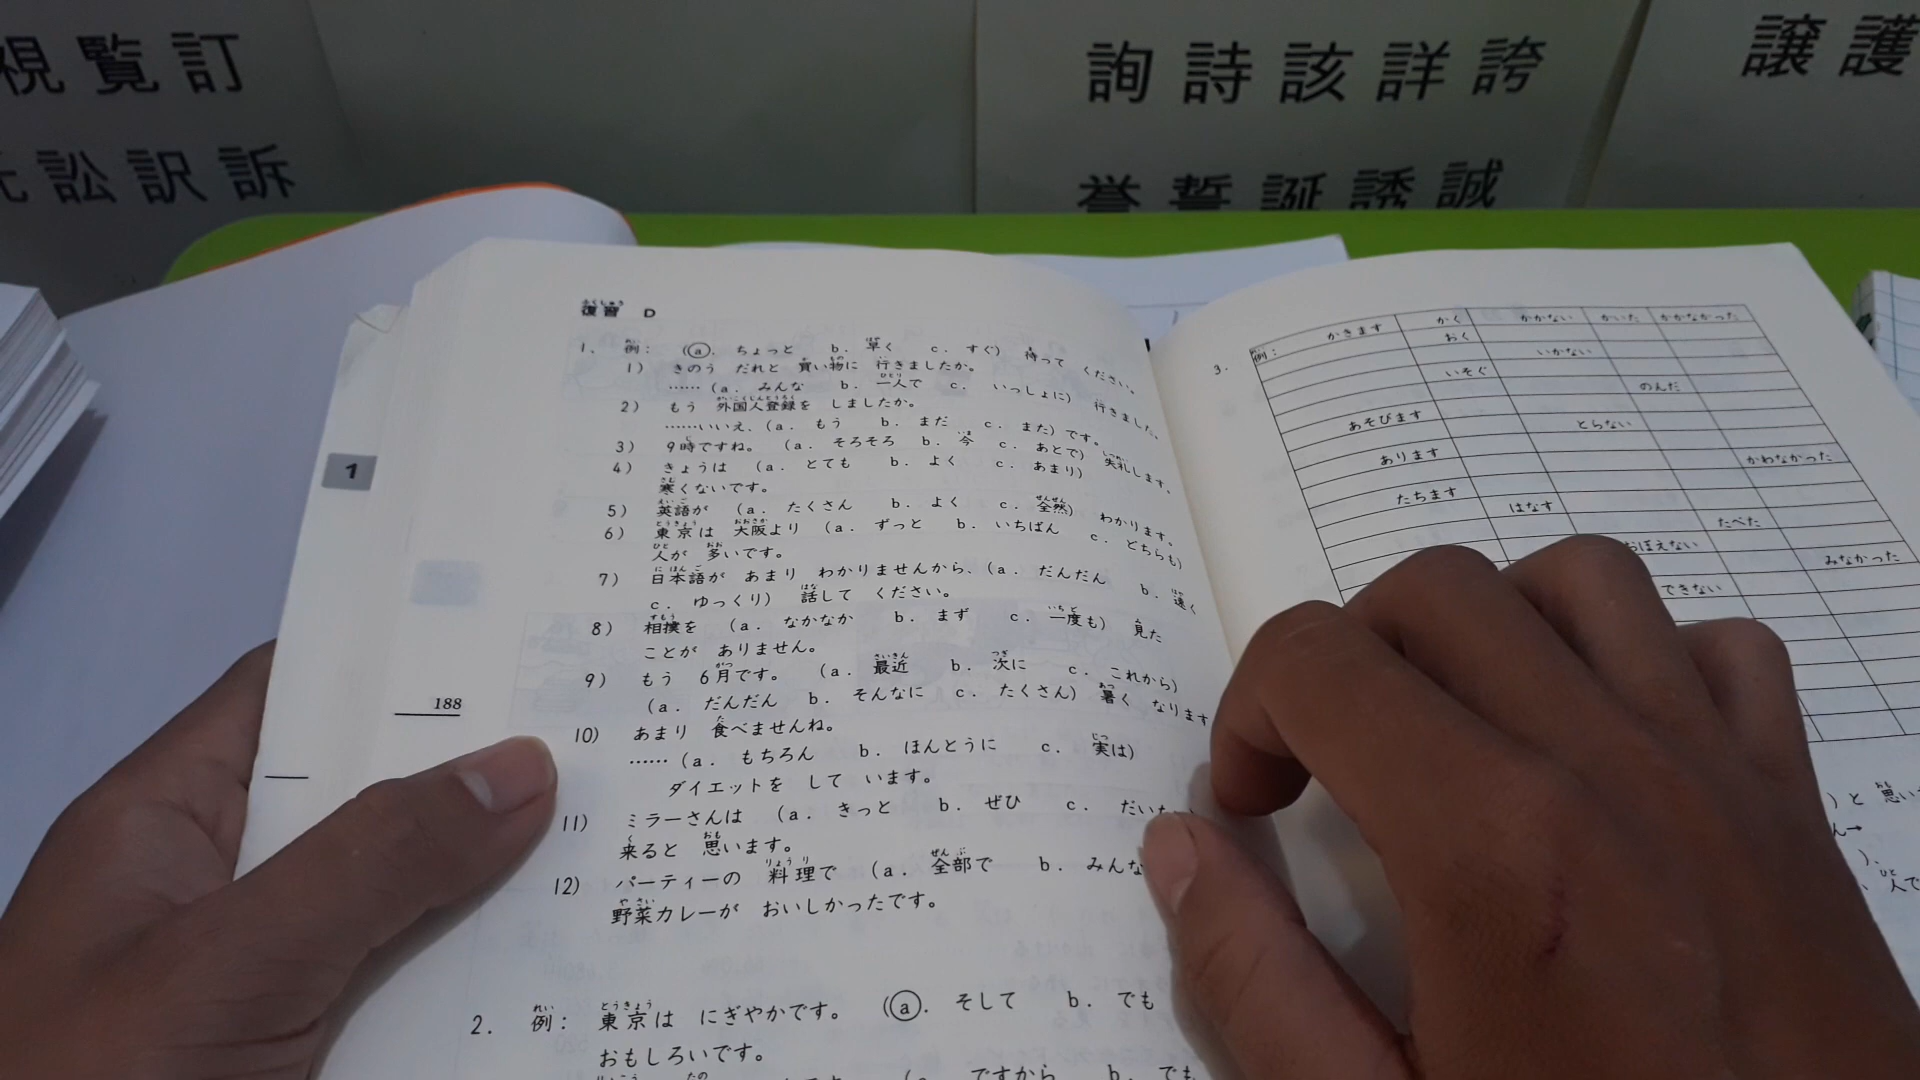 視 覧 訂
訟 訳 訴
詢 詩 該 詳 誇
誉 誓 誕 誘 誠
譲 護
復習 D
ふくしゅう
1. 例： (ⓐ. ちょっと b. 早く c. すぐ) 待って ください。
1) きのう だれと 買い物に 行きましたか。
……(a. みんな b. 一人で c. いっしょに) 行きました。
2) もう 外国人登録を しましたか。
……いいえ、(a. もう b. まだ c. また) です。
3) 9時ですね。 (a. そろそろ b. 今 c. あとで) 失礼します。
4) きょうは (a. とても b. よく c. あまり)
寒くないです。
5) 英語が (a. たくさん b. よく c. 全然) わかります。
6) 東京は 大阪より (a. ずっと b. いちばん c. どちらも)
人が 多いです。
7) 日本語が あまり わかりませんから、(a. だんだん b. 速く
c. ゆっくり) 話して ください。
8) 相撲を (a. なかなか b. まず c. 一度も) 見た
ことが ありません。
9) もう 6月です。 (a. 最近 b. 次に c. これから)
(a. だんだん b. そんなに c. たくさん) 暑く なります
10) あまり 食べませんね。
……(a. もちろん b. ほんとうに c. 実は)
ダイエットを して います。
11) ミラーさんは (a. きっと b. ぜひ c. だいた
来ると 思います。
12) パーティーの 料理で (a. 全部で b. みんな
野菜カレーが おいしかったです。
2. 例： 東京は にぎやかです。 (ⓐ. そして b. でも
おもしろいです。
ですから b. でも
1
188
3.
例： かきます かく かかない かいた かかなかった
おく
いかない
いそぐ
のんだ
あそびます
とらない
あります
かわなかった
たちます
はなす
たべた
おぼえない
みなかった
できない
)と 思い
ん→
)、
人で